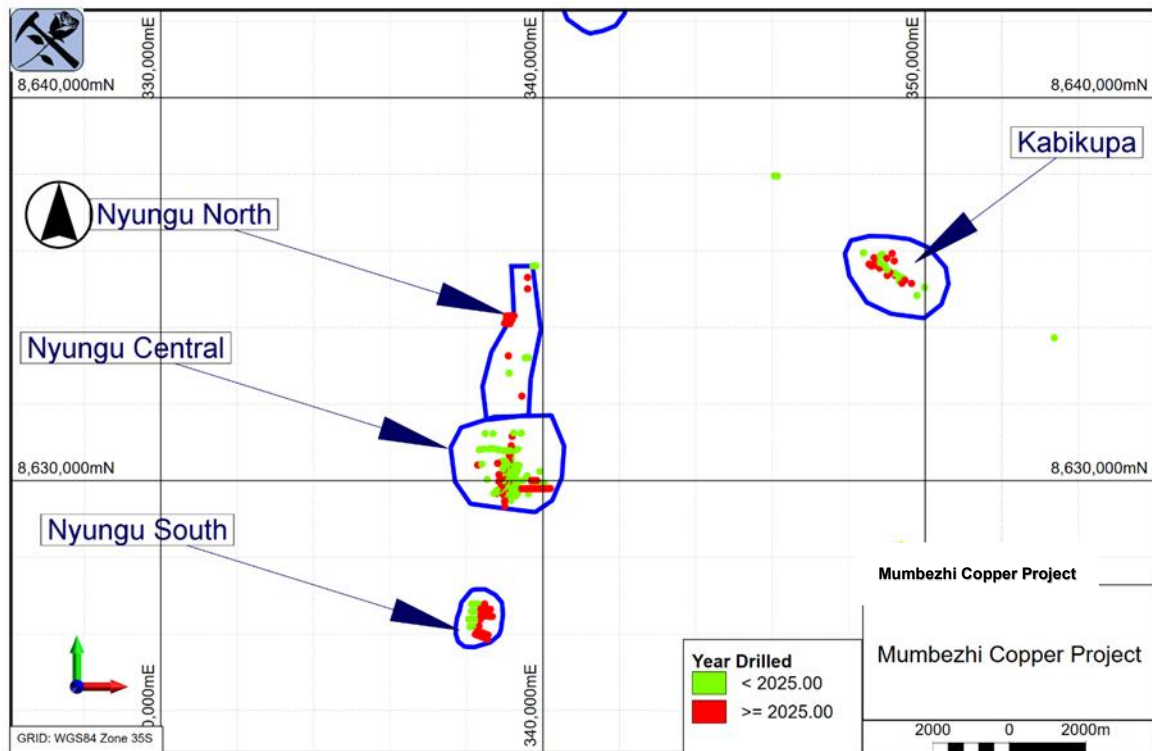 330,000mE
340,000mE
350,000mE
8,640,000mN
8,640,000mN
Kabikupa
Nyungu North
Nyungu Central
8,630,000mN
8,630,000mN
Nyungu South
Mumbezhi Copper Project
Mumbezhi Copper Project
Year Drilled
< 2025.00
>= 2025.00
0,000mE
340,000mE
GRID: WGS84 Zone 35S
2000 0 2000m